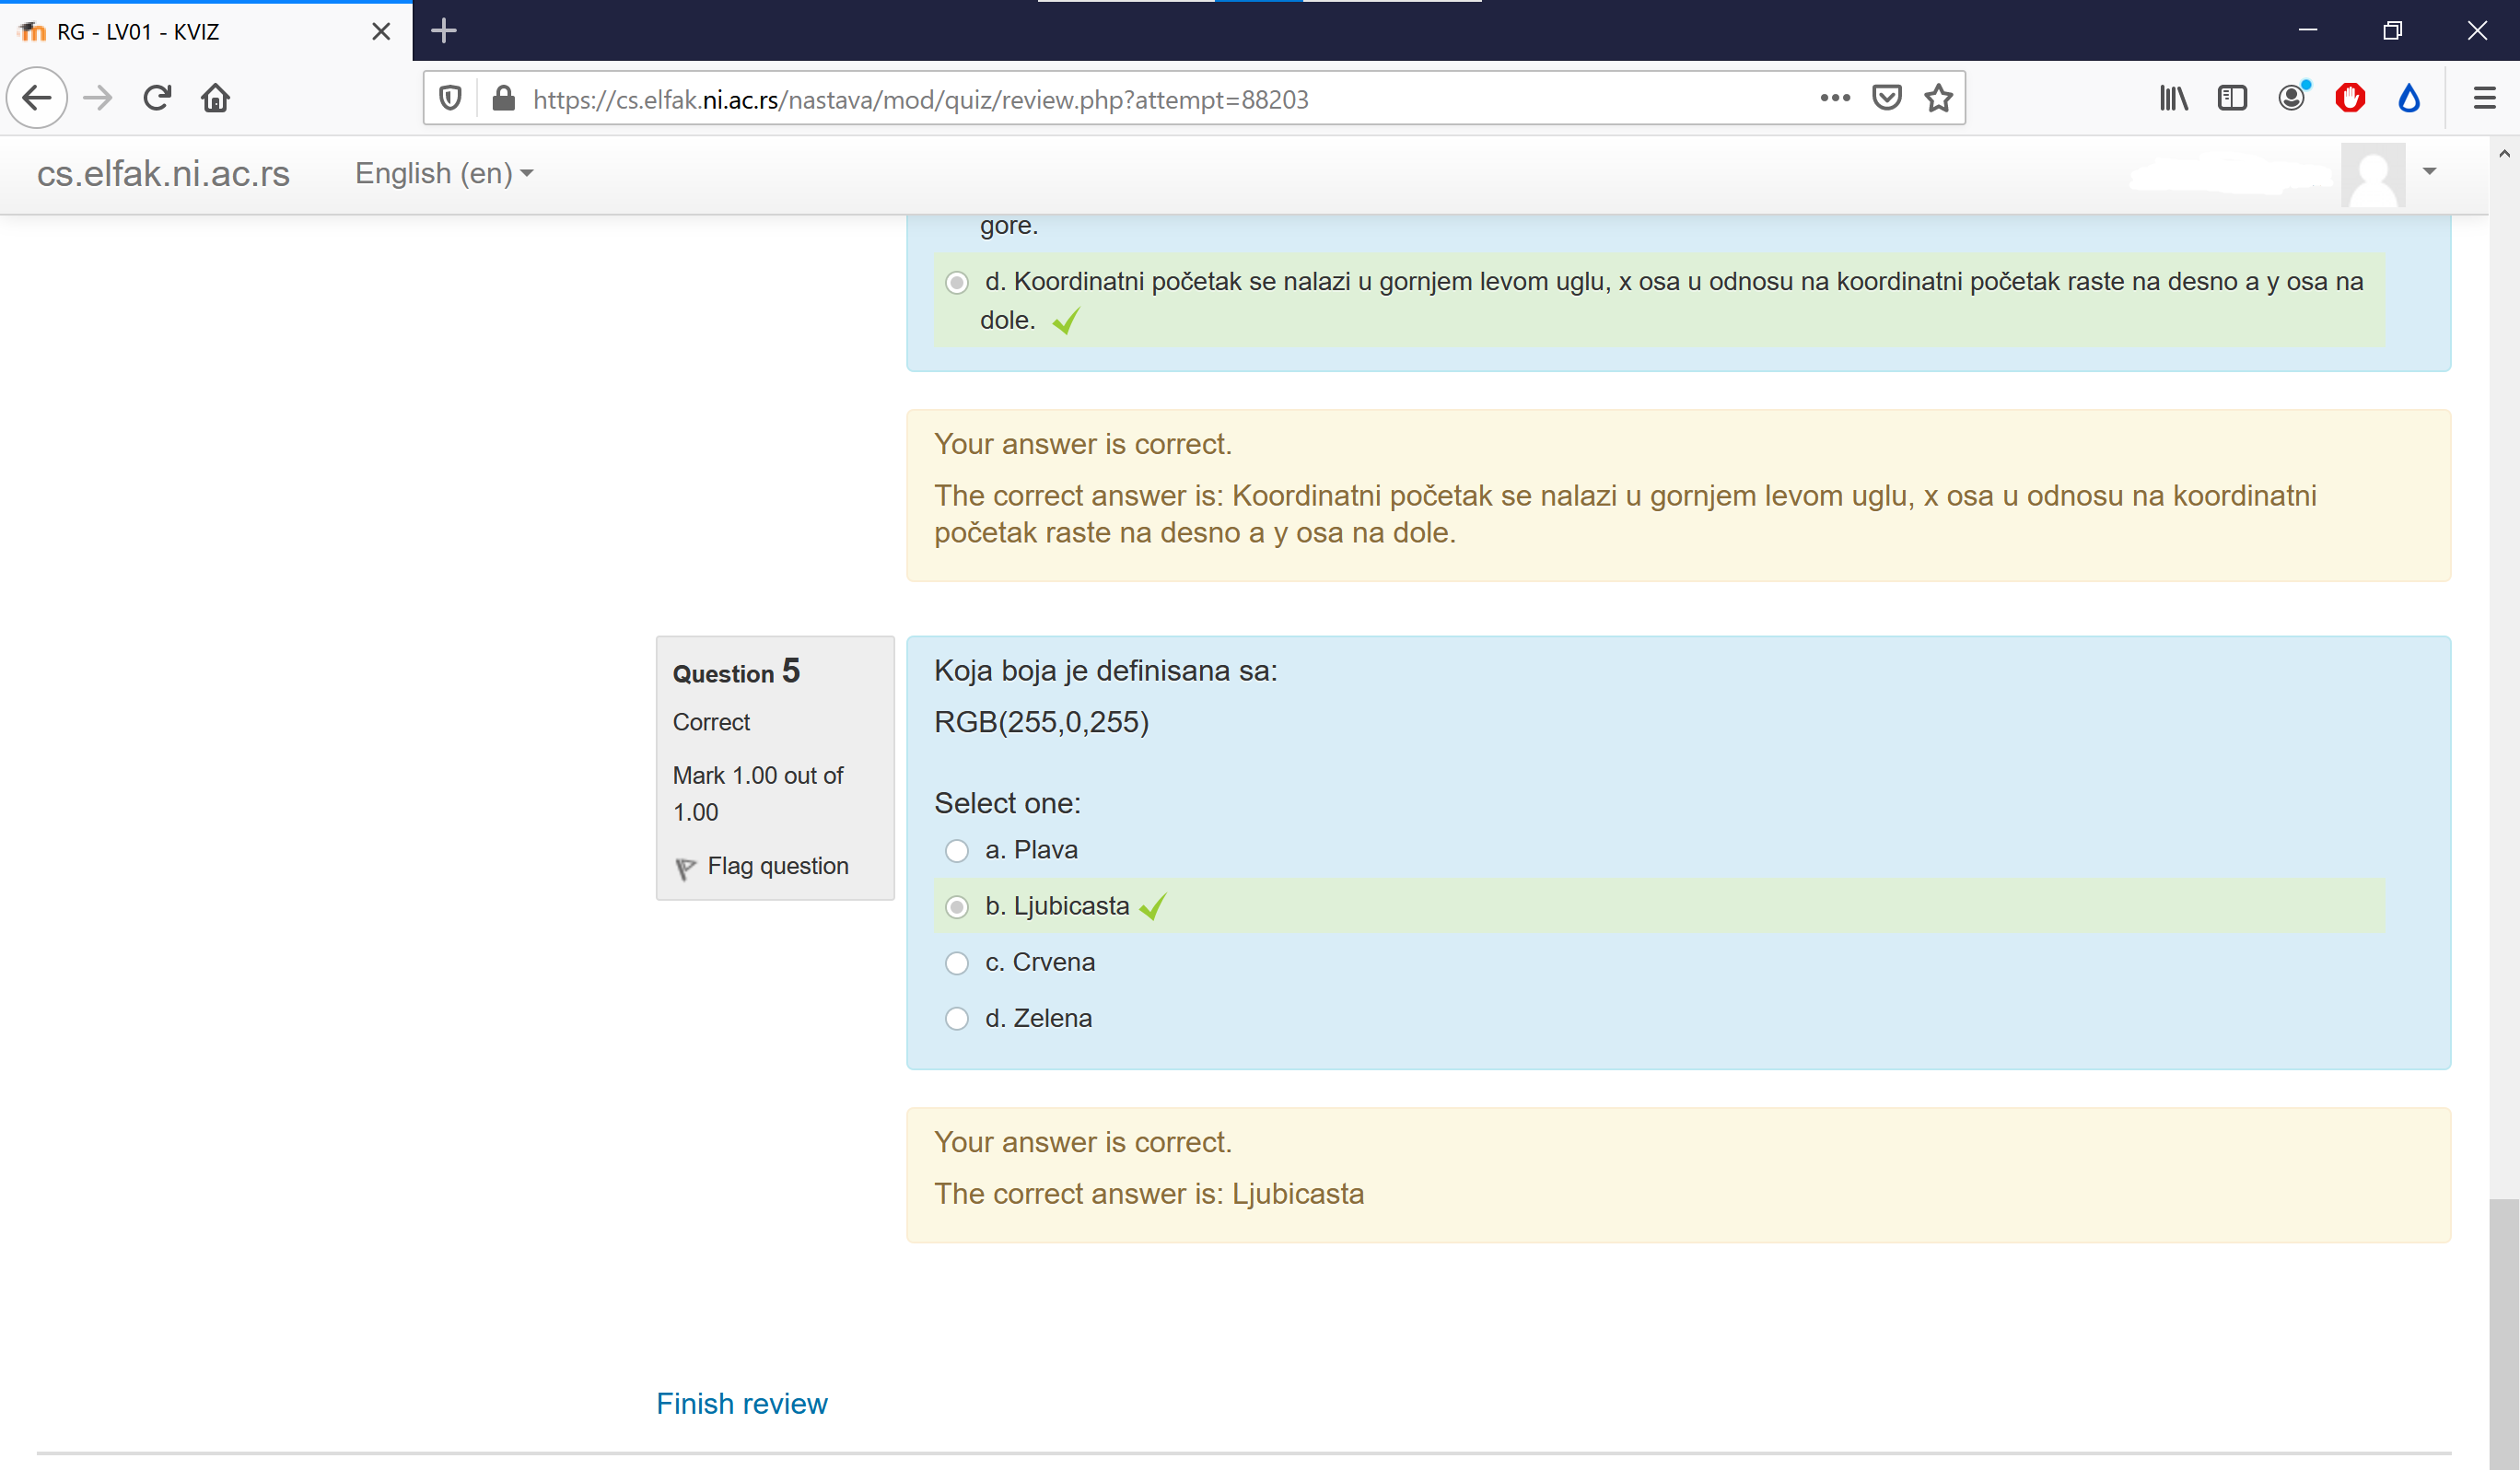 RG - LV01 - KVIZ
https://cs.elfak.ni.ac.rs/nastava/mod/quiz/review.php?attempt=88203
cs.elfak.ni.ac.rs
English (en)
gore.
d. Koordinatni početak se nalazi u gornjem levom uglu, x osa u odnosu na koordinatni početak raste na desno a y osa na
dole.
Your answer is correct.
The correct answer is: Koordinatni početak se nalazi u gornjem levom uglu, x osa u odnosu na koordinatni
početak raste na desno a y osa na dole.
Question 5
Correct
Mark 1.00 out of
1.00
Flag question
Koja boja je definisana sa:
RGB(255,0,255)
Select one:
a. Plava
b. Ljubicasta
c. Crvena
d. Zelena
Your answer is correct.
The correct answer is: Ljubicasta
Finish review